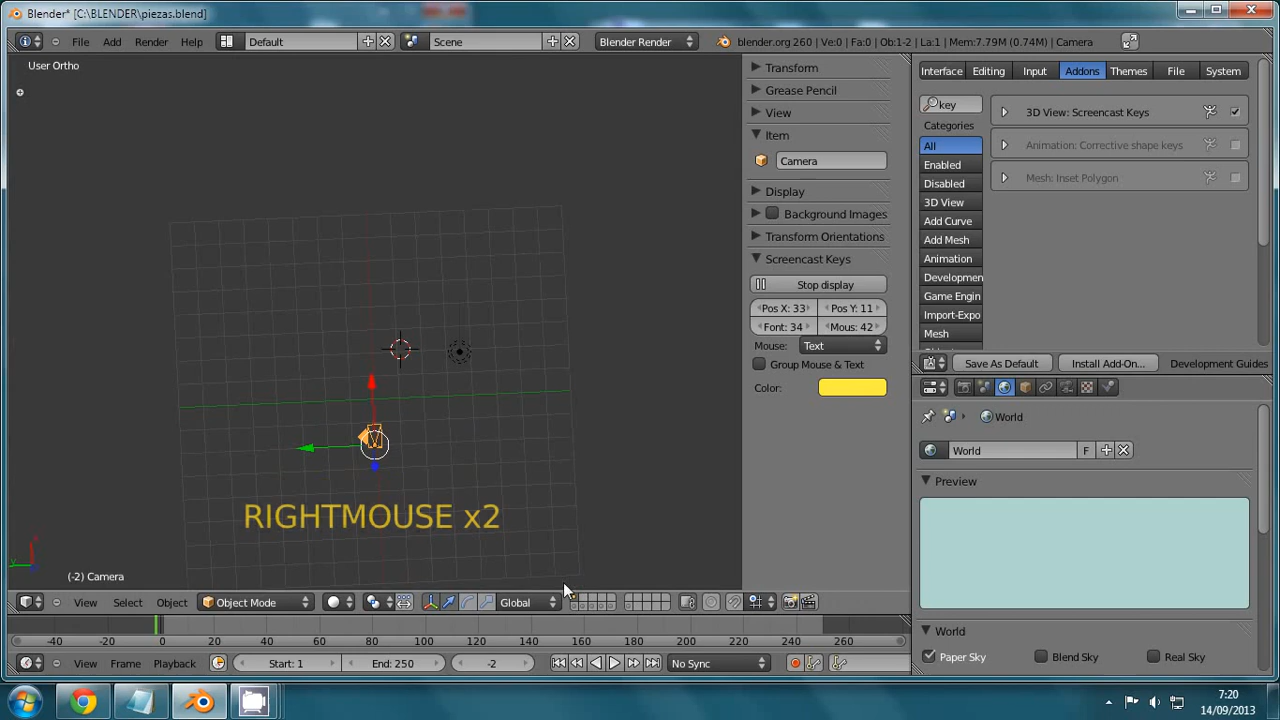 Blender* [C:\BLENDER\piezas.blend]
File Add Render Help Default Scene Blender Render blender.org 260 | Ve:0 | Fa:0 | Ob:1-2 | La:1 | Mem:7.79M (0.74M) | Camera
User Ortho
Transform
Grease Pencil
View
Item
Camera
Display
Background Images
Transform Orientations
Screencast Keys
Stop display
Pos X: 33 Pos Y: 11
Font: 34 Mous: 42
Mouse: Text
Group Mouse & Text
Color:
RIGHTMOUSE x2
(-2) Camera
View Select Object Object Mode Global
-40 -20 0 20 40 60 80 100 120 140 160 180 200 220 240 260
View Frame Playback Start: 1 End: 250 -2 No Sync
Interface Editing Input Addons Themes File System
key
Categories
All
Enabled
Disabled
3D View
Add Curve
Add Mesh
Animation
Developmen
Game Engin
Import-Expo
Mesh
3D View: Screencast Keys
Animation: Corrective shape keys
Mesh: Inset Polygon
Save As Default Install Add-On... Development Guides
World
World F
Preview
World
Paper Sky Blend Sky Real Sky
7:20
14/09/2013